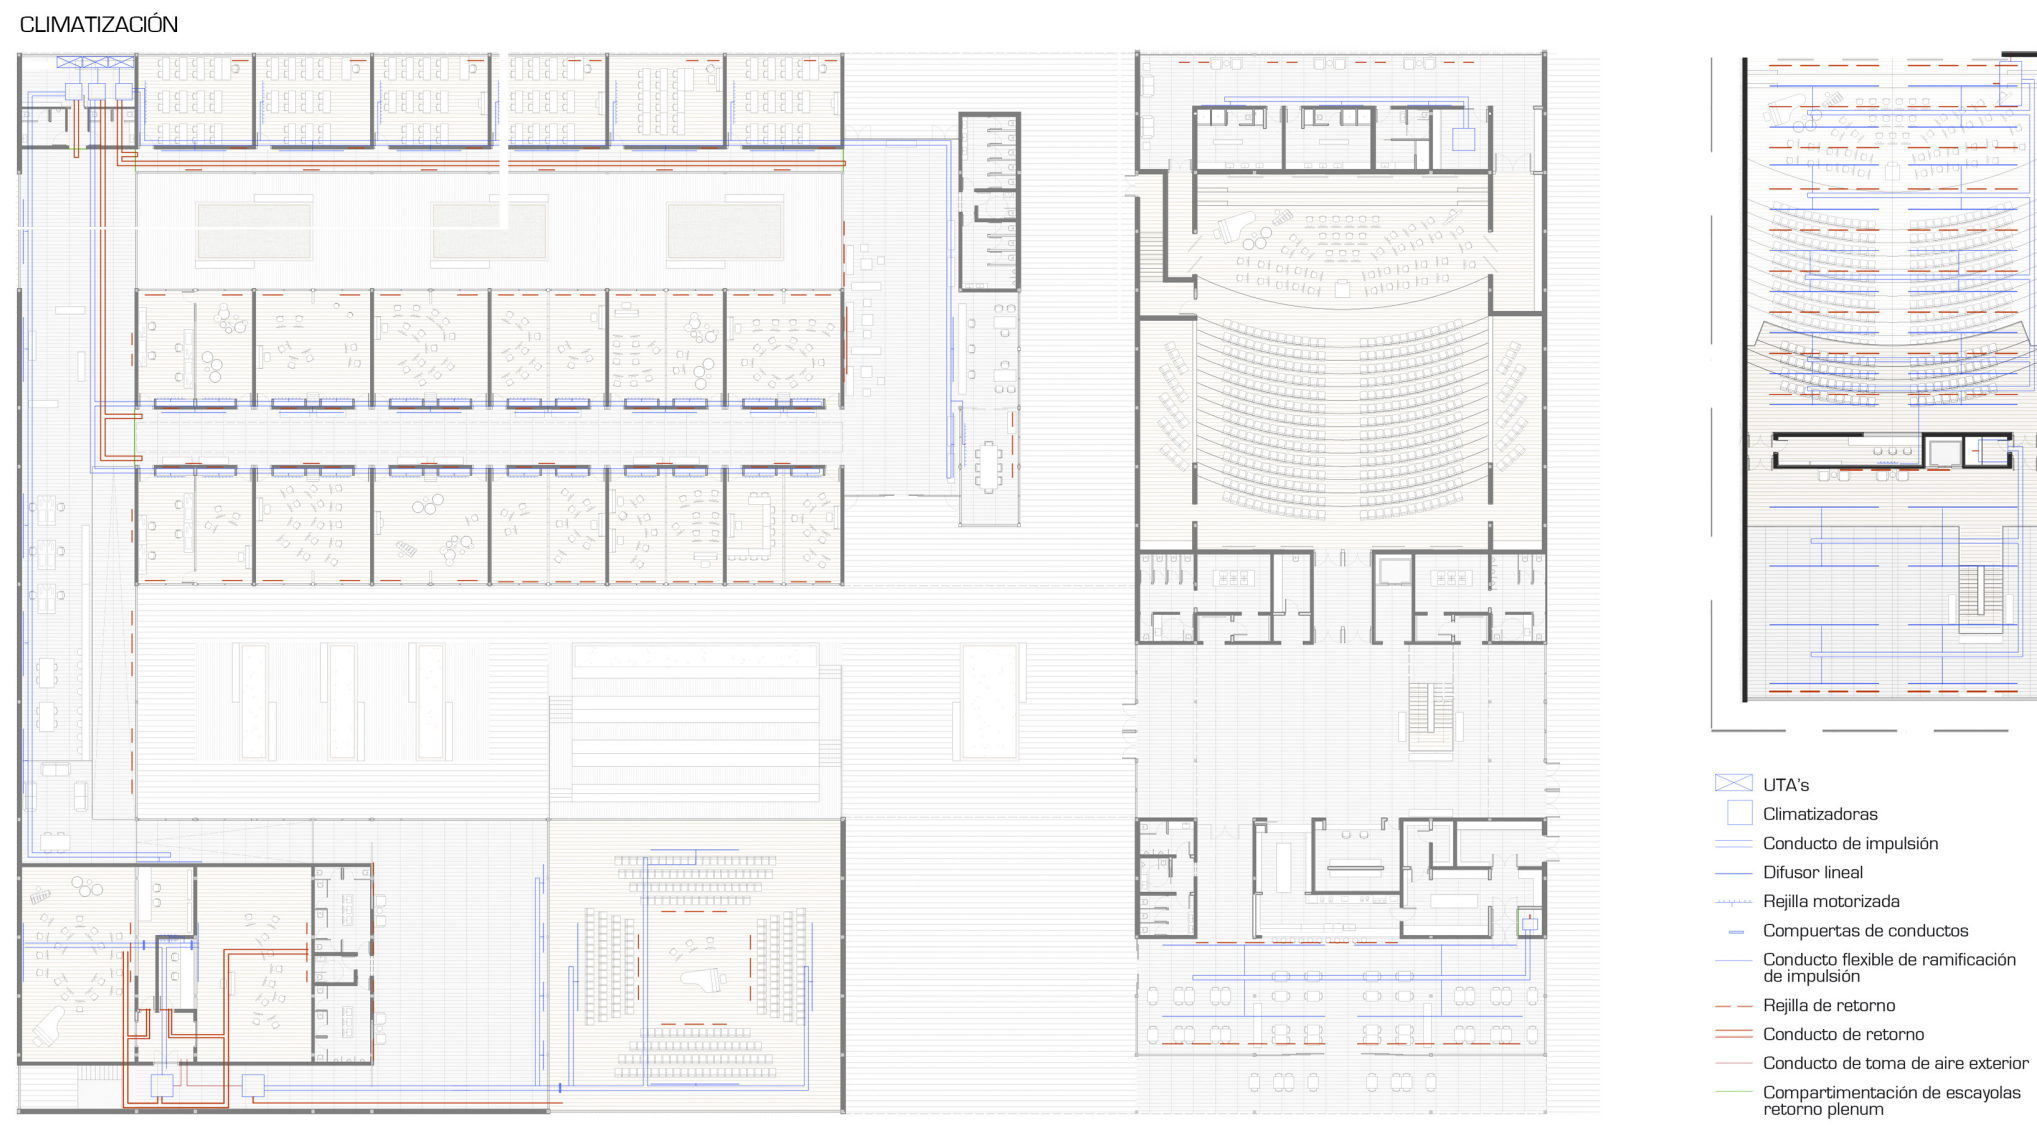 CLIMATIZACIÓN
UTA's
Climatizadoras
Conducto de impulsión
Difusor lineal
Rejilla motorizada
Compuertas de conductos
Conducto flexible de ramificación
de impulsión
Rejilla de retorno
Conducto de retorno
Conducto de toma de aire exterior
Compartimentación de escayolas
retorno plenum